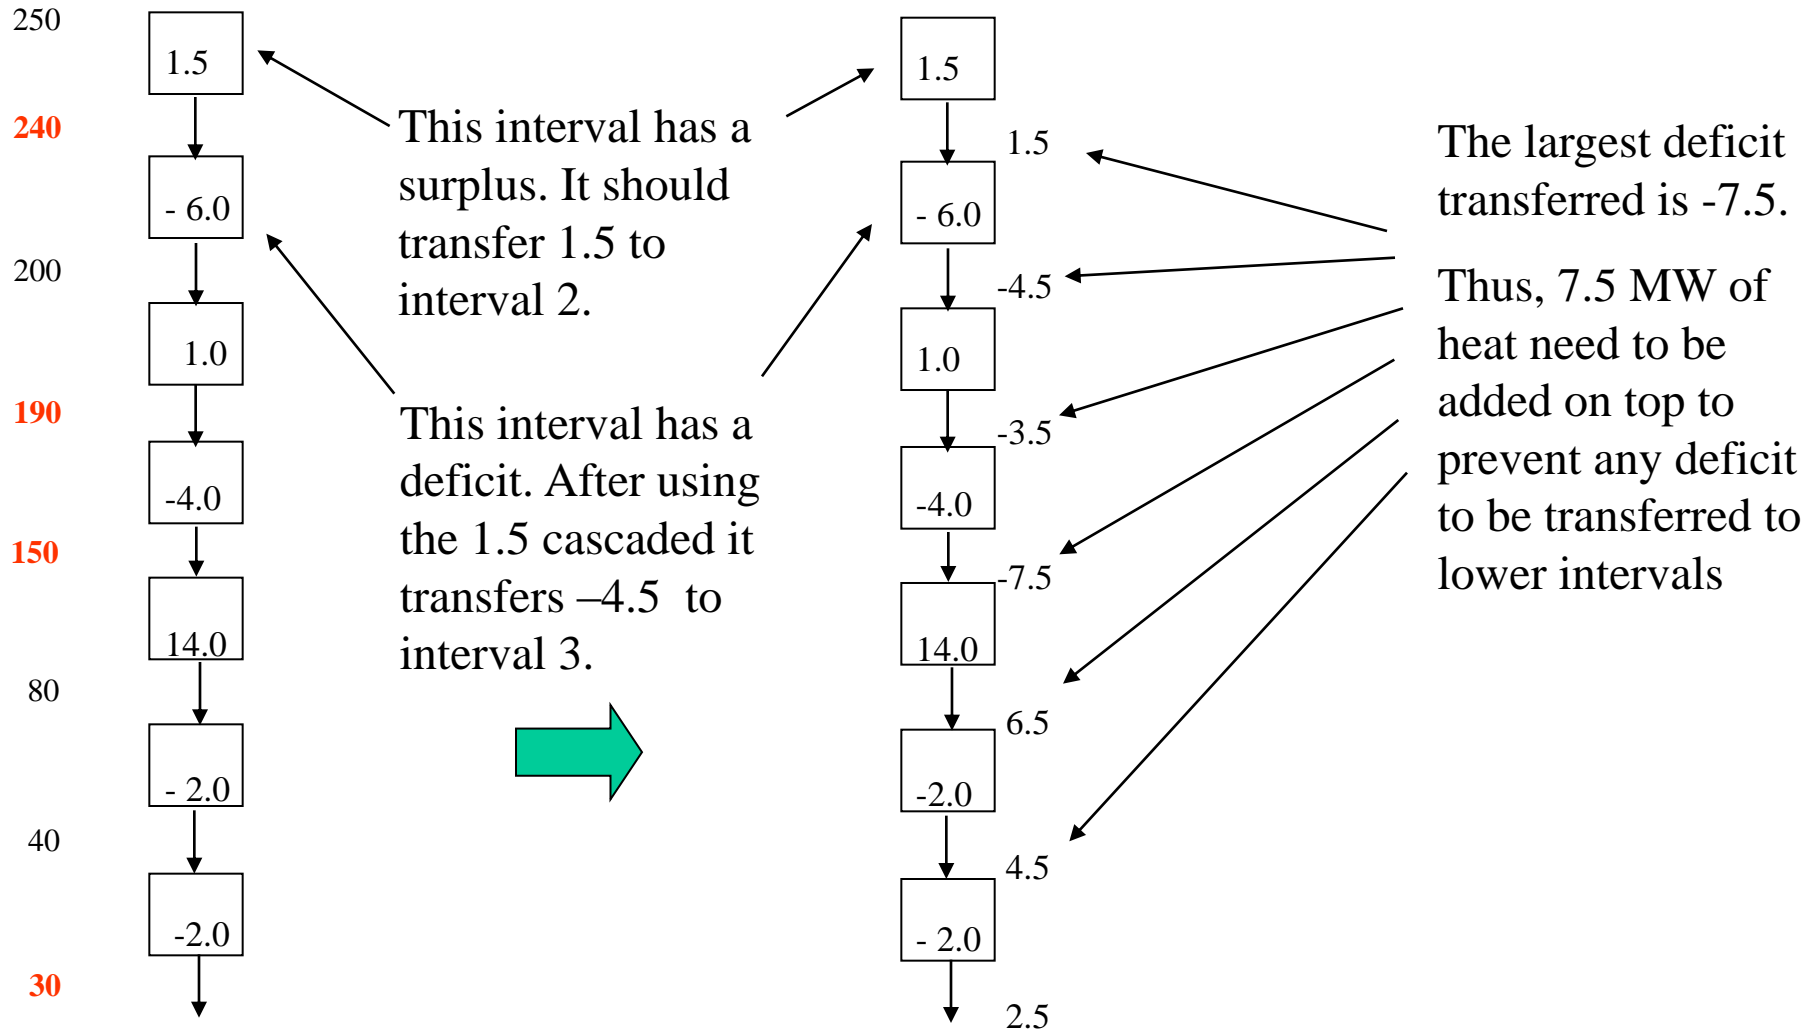 250
240
200
190
150
80
40
30
1.5
- 6.0
1.0
-4.0
14.0
- 2.0
-2.0
This interval has a
surplus. It should
transfer 1.5 to
interval 2.
This interval has a
deficit. After using
the 1.5 cascaded it
transfers –4.5 to
interval 3.
1.5
1.5
- 6.0
-4.5
1.0
-3.5
-4.0
-7.5
14.0
6.5
-2.0
4.5
- 2.0
2.5
The largest deficit
transferred is -7.5.
Thus, 7.5 MW of
heat need to be
added on top to
prevent any deficit
to be transferred to
lower intervals